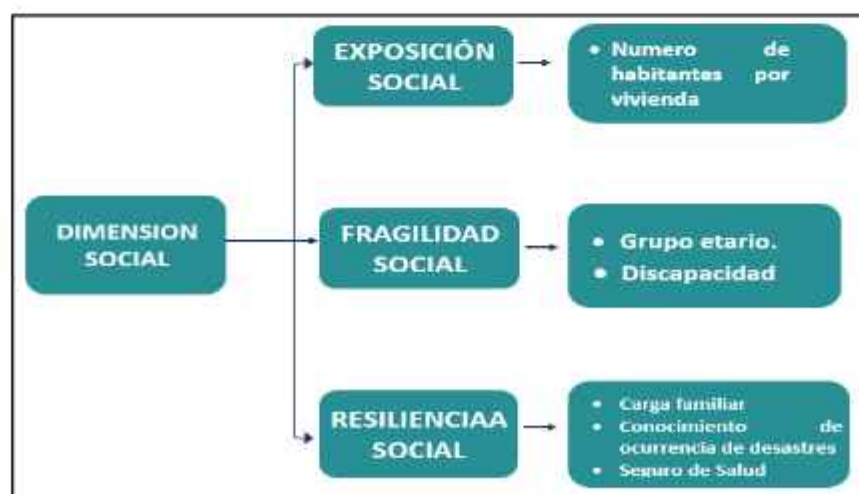 DIMENSION
SOCIAL
EXPOSICIÓN
SOCIAL
• Numero de
habitantes por
vivienda
FRAGILIDAD
SOCIAL
• Grupo etario.
• Discapacidad
RESILIENCIAA
SOCIAL
• Carga familiar
• Conocimiento de
ocurrencia de desastres
• Seguro de Salud